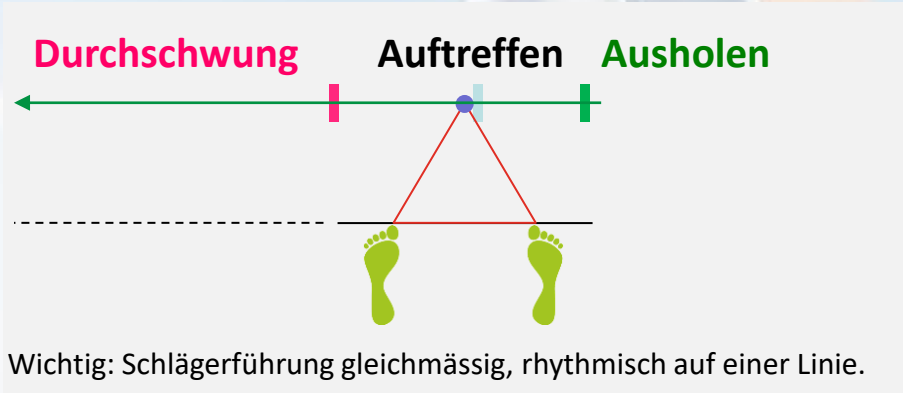 Durchschwung Auftreffen Ausholen
Wichtig: Schlägerführung gleichmässig, rhythmisch auf einer Linie.